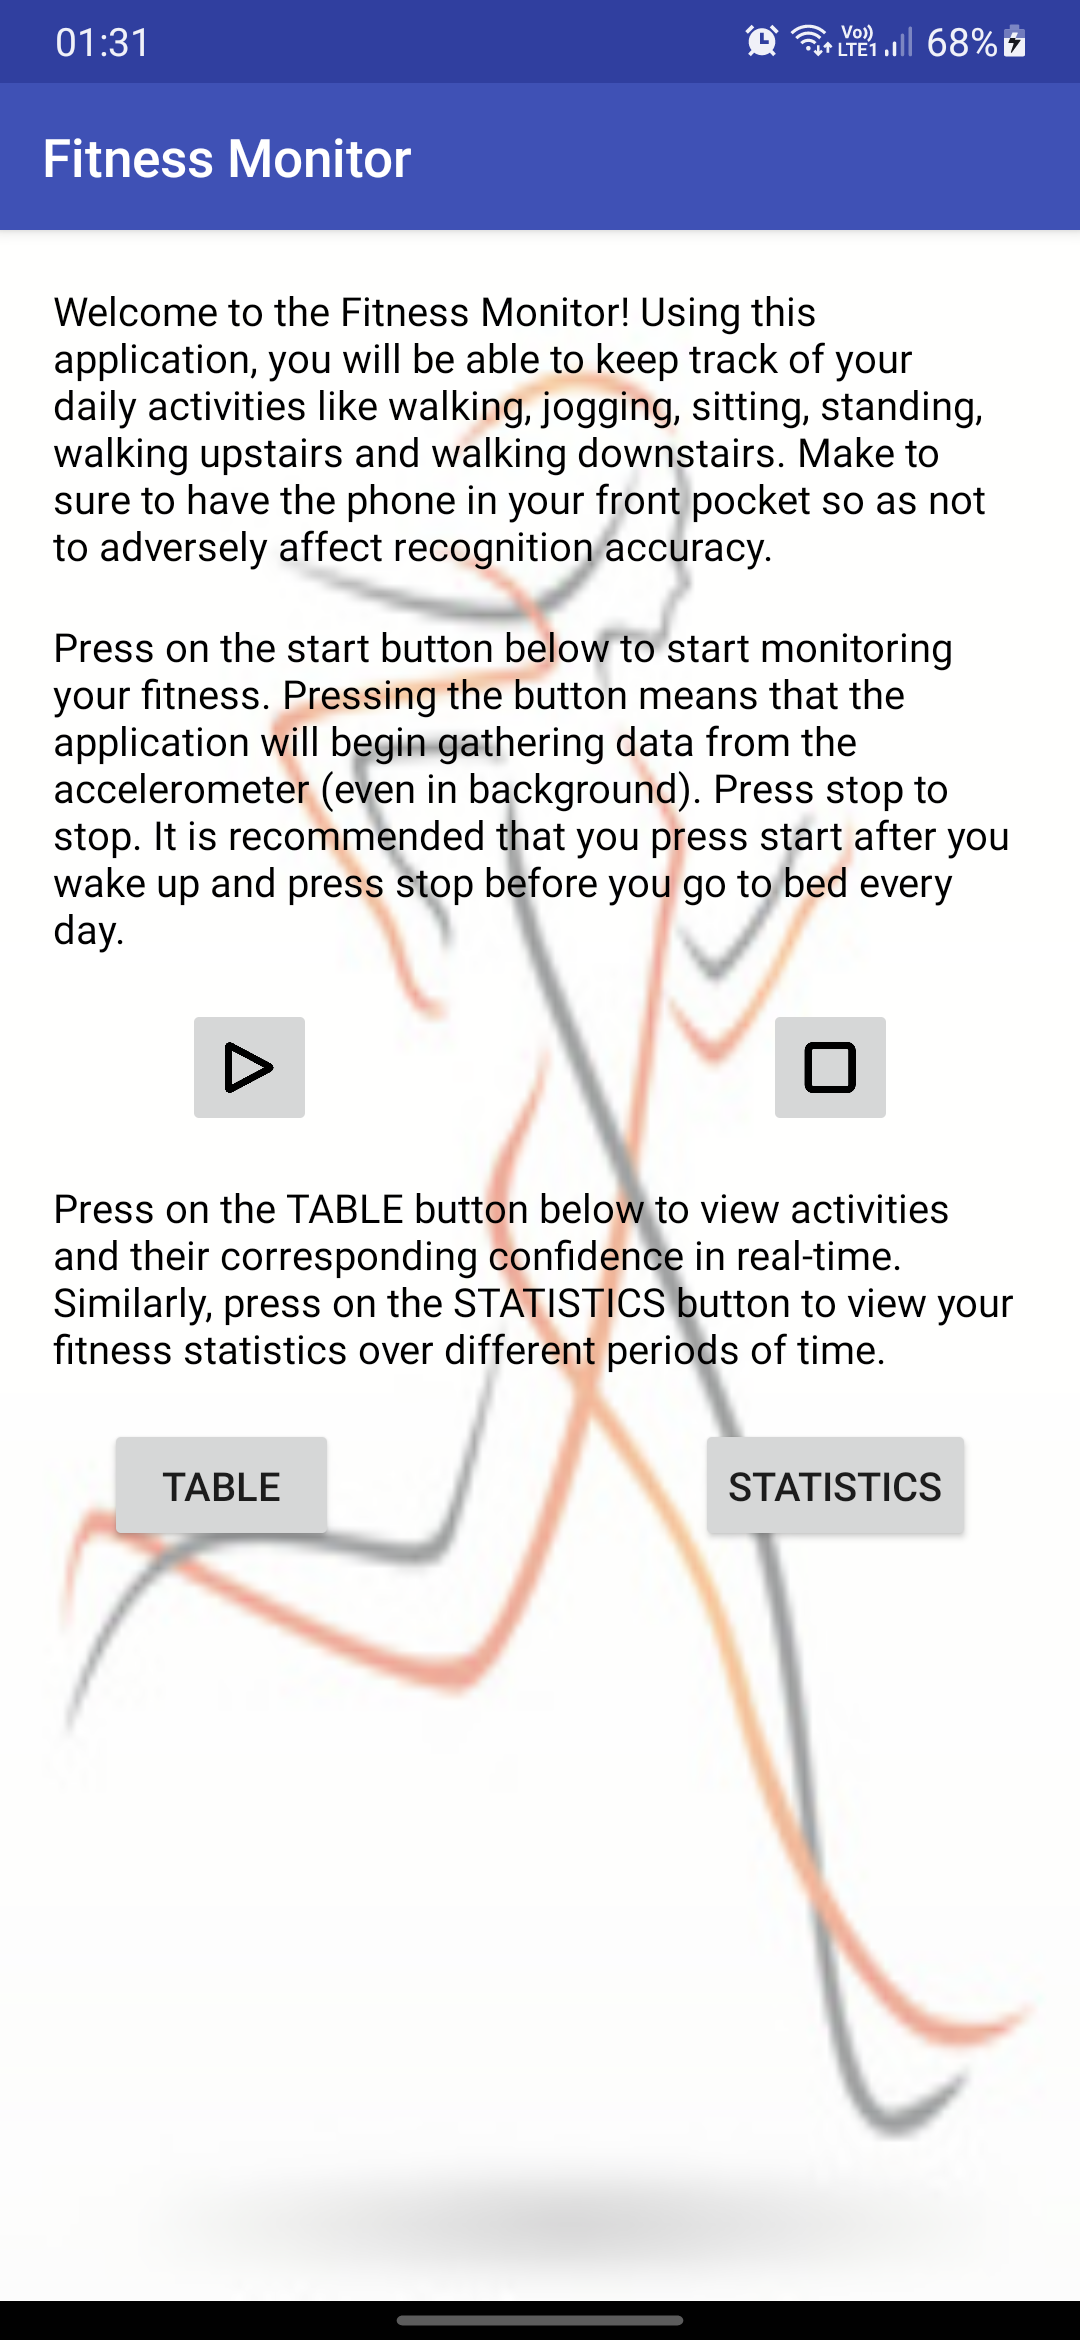 01:31
Vo)) LTE1 68%
Fitness Monitor
Welcome to the Fitness Monitor! Using this
application, you will be able to keep track of your
daily activities like walking, jogging, sitting, standing,
walking upstairs and walking downstairs. Make to
sure to have the phone in your front pocket so as not
to adversely affect recognition accuracy.
Press on the start button below to start monitoring
your fitness. Pressing the button means that the
application will begin gathering data from the
accelerometer (even in background). Press stop to
stop. It is recommended that you press start after you
wake up and press stop before you go to bed every
day.
Press on the TABLE button below to view activities
and their corresponding confidence in real-time.
Similarly, press on the STATISTICS button to view your
fitness statistics over different periods of time.
TABLE
STATISTICS